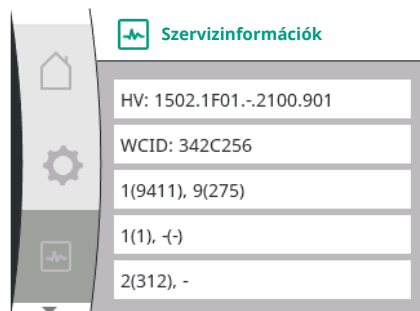 Szervizinformációk
HV: 1502.1F01.-.2100.901
WCID: 342C256
1(9411), 9(275)
1(1), -(-)
2(312), -